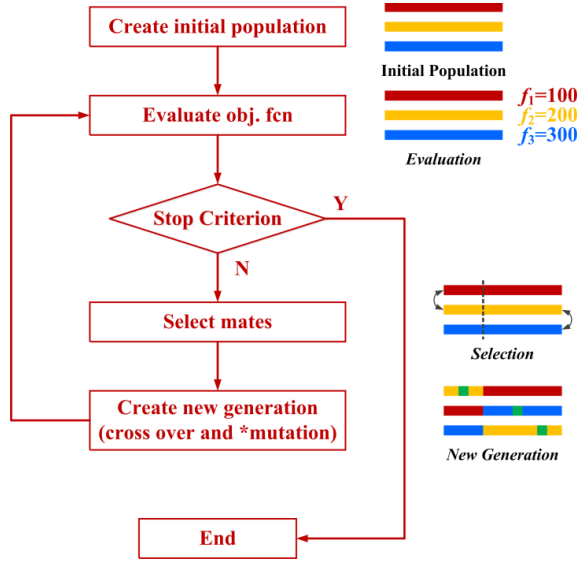 Create initial population
Initial Population
Evaluate obj. fcn
f1=100
f2=200
f3=300
Evaluation
Stop Criterion
Y
N
Select mates
Selection
Create new generation
(cross over and *mutation)
New Generation
End